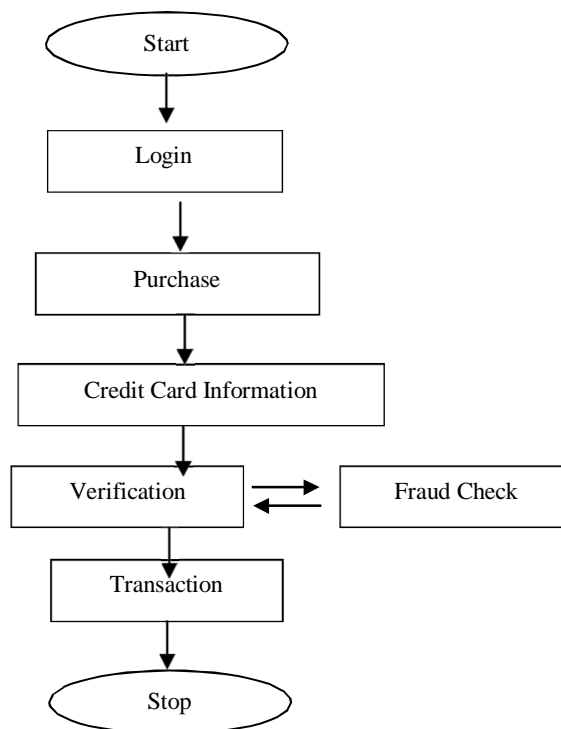 Start
Login
Purchase
Credit Card Information
Verification
Fraud Check
Transaction
Stop